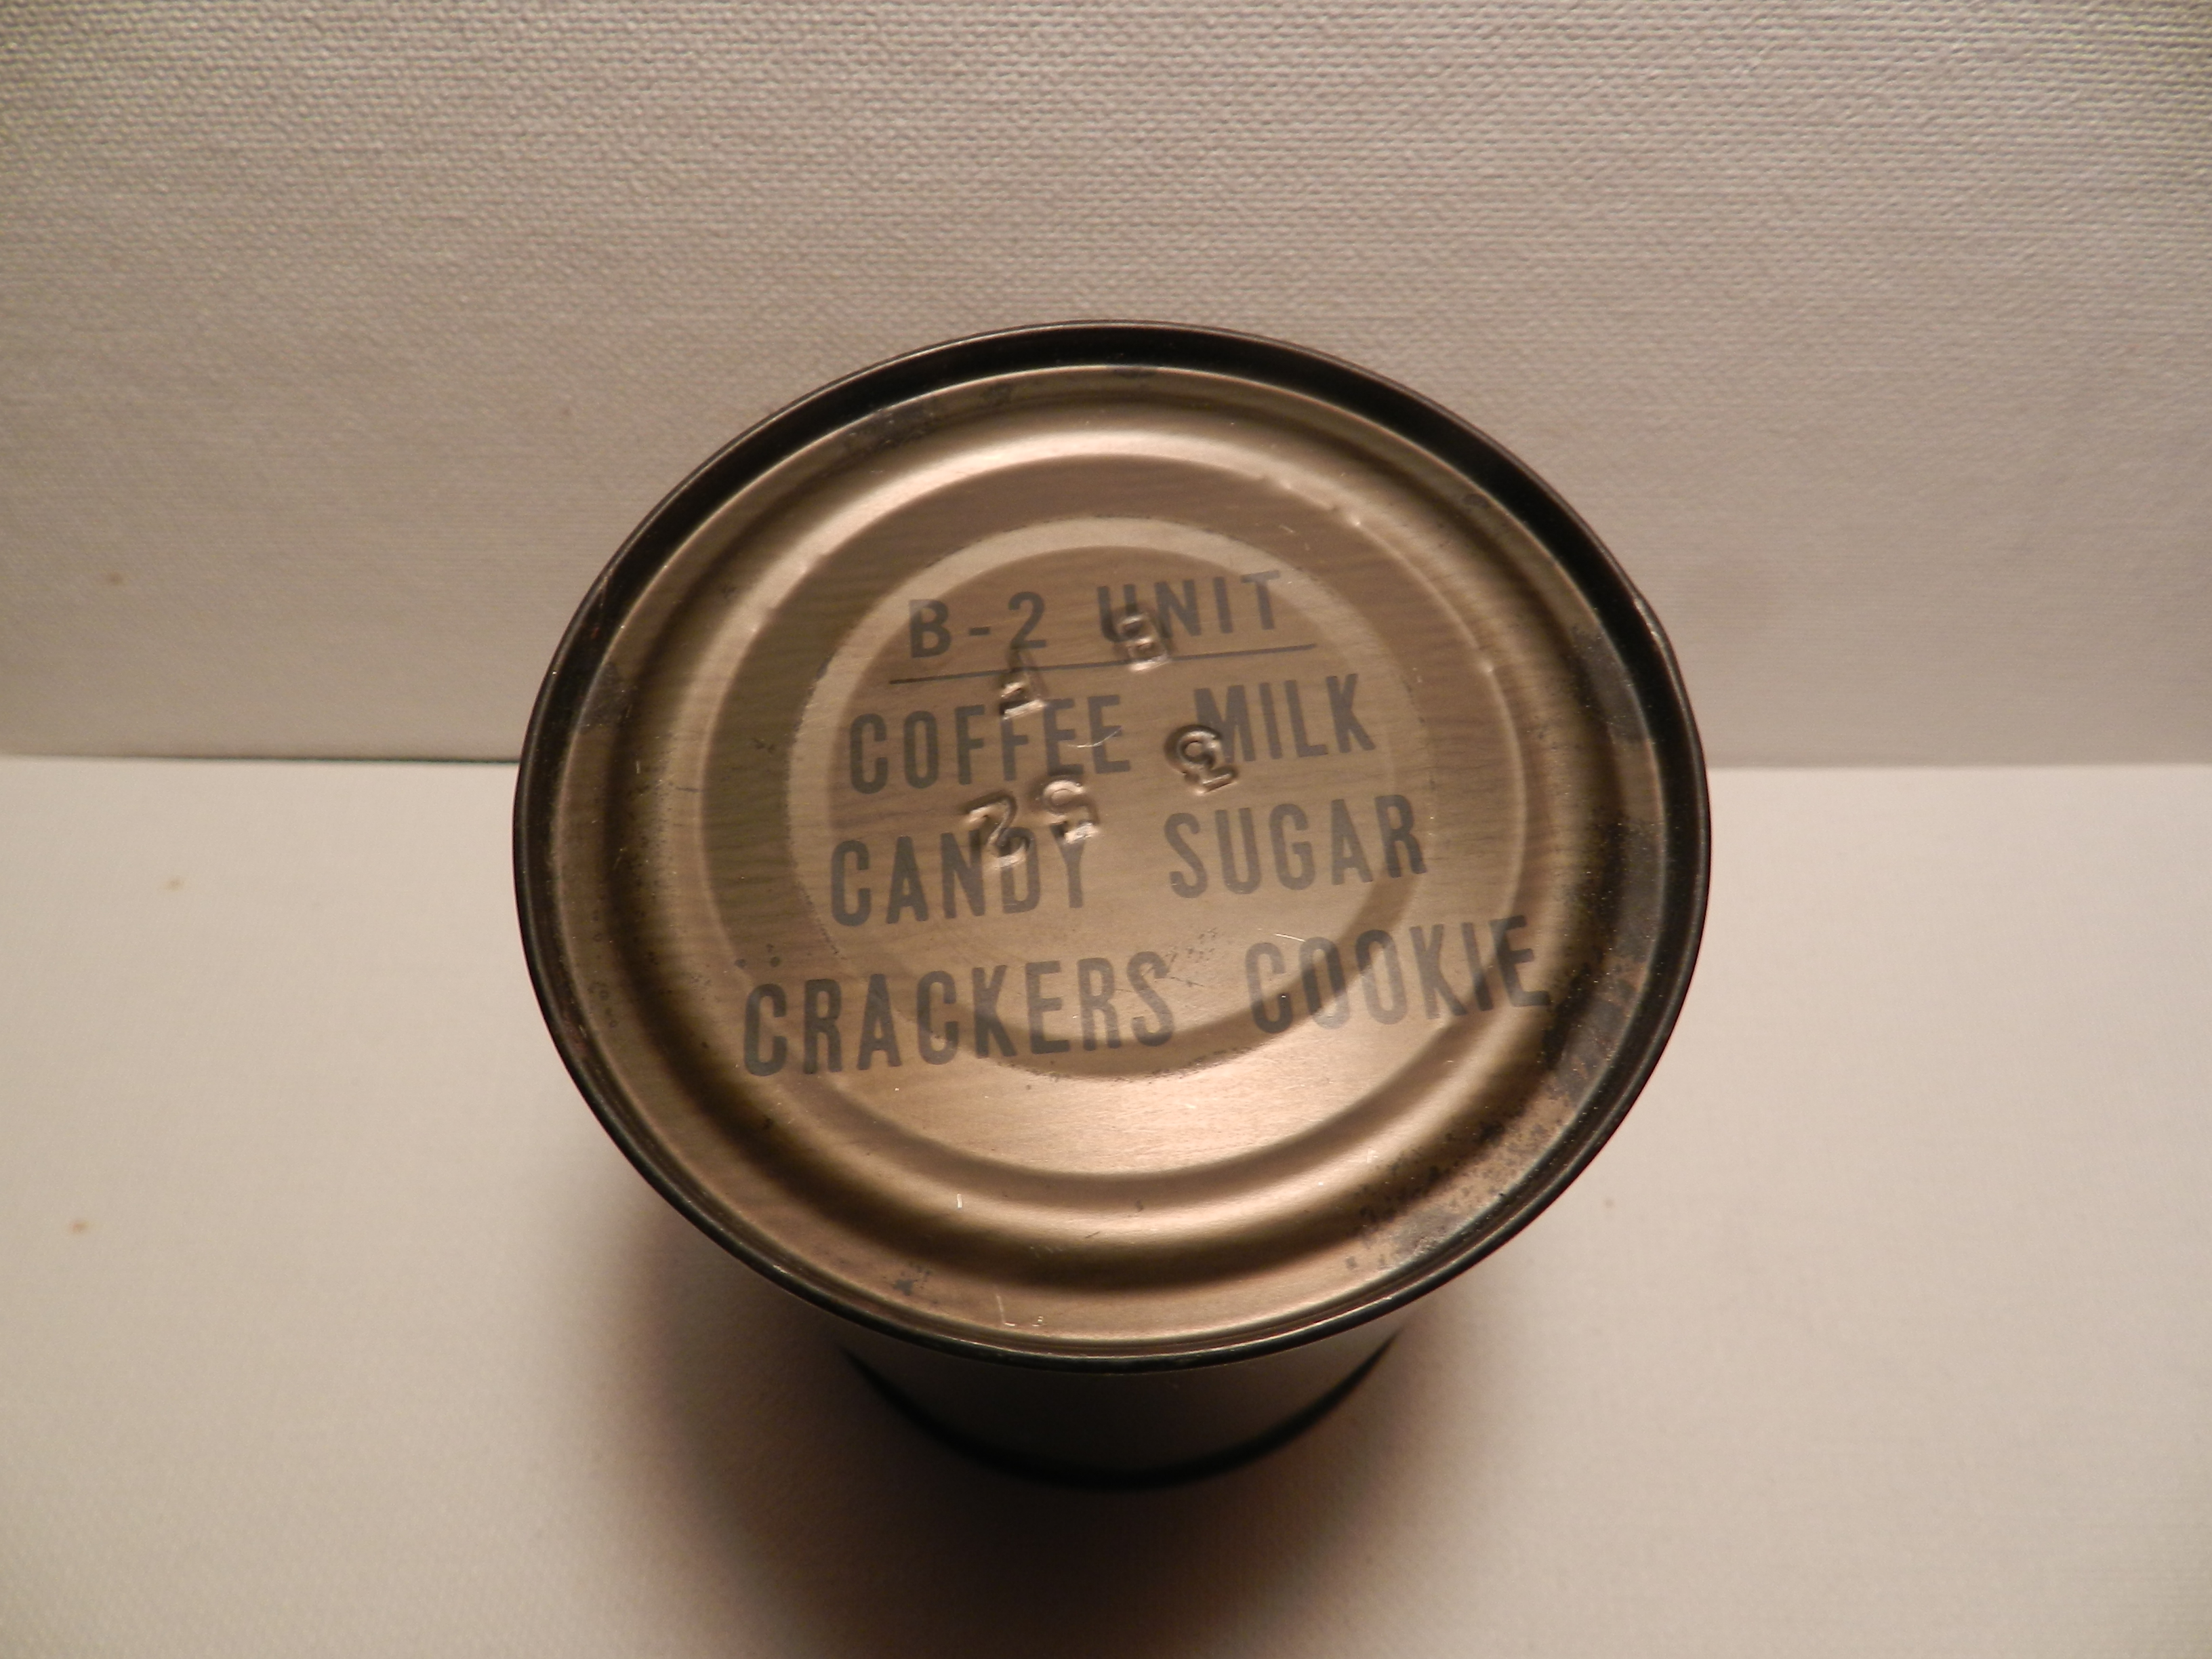 B-2 UNIT
COFFEE MILK
CANDY SUGAR
CRACKERS COOKIE